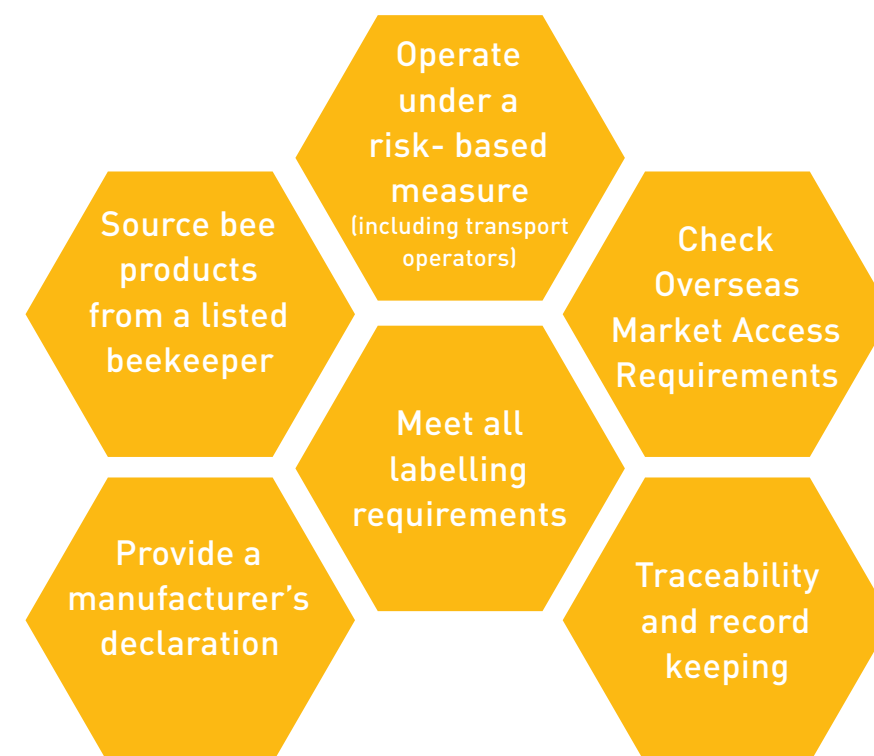 Operate
under a
risk- based
measure
(including transport
operators)
Source bee
products
from a listed
beekeeper
Check
Overseas
Market Access
Requirements
Meet all
labelling
requirements
Provide a
manufacturer’s
declaration
Traceability
and record
keeping